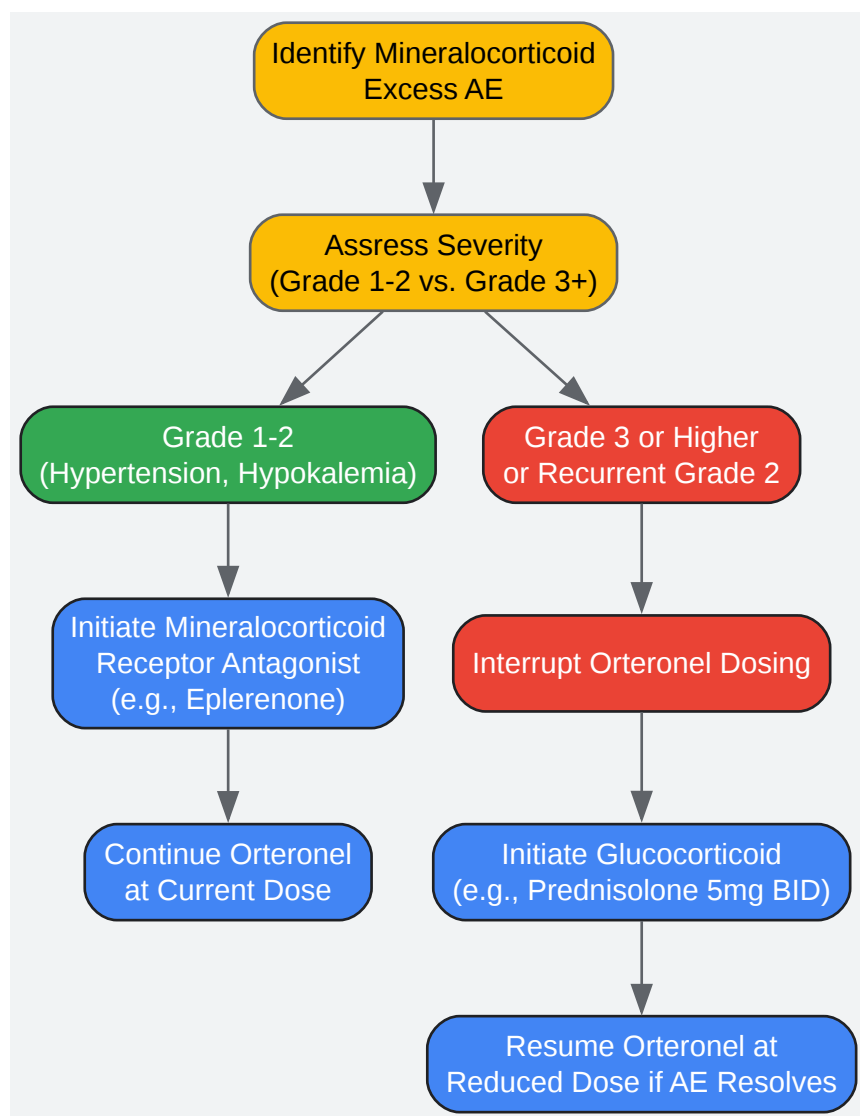 Identify Mineralocorticoid
Excess AE
Assress Severity
(Grade 1-2 vs. Grade 3+)
Grade 1-2
(Hypertension, Hypokalemia)
Grade 3 or Higher
or Recurrent Grade 2
Initiate Mineralocorticoid
Receptor Antagonist
(e.g., Eplerenone)
Interrupt Orteronel Dosing
Continue Orteronel
at Current Dose
Initiate Glucocorticoid
(e.g., Prednisolone 5mg BID)
Resume Orteronel at
Reduced Dose if AE Resolves